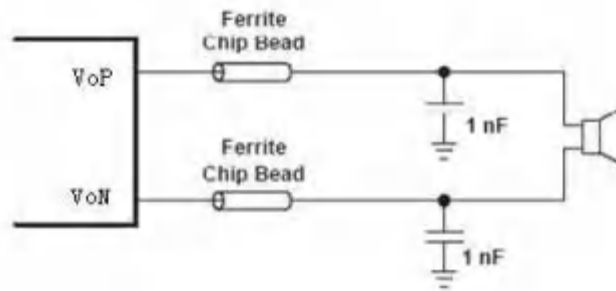 Ferrite
Chip Bead
VoP
1 nF
Ferrite
Chip Bead
VoN
1 nF